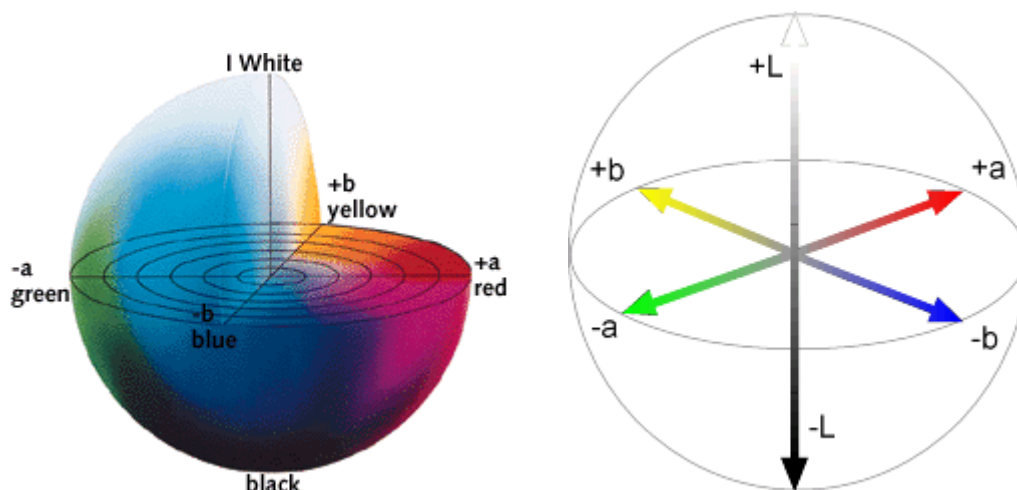 l White
+b
yellow
-a
green
+a
red
-b
blue
black
+L
+b
+a
-a
-b
-L